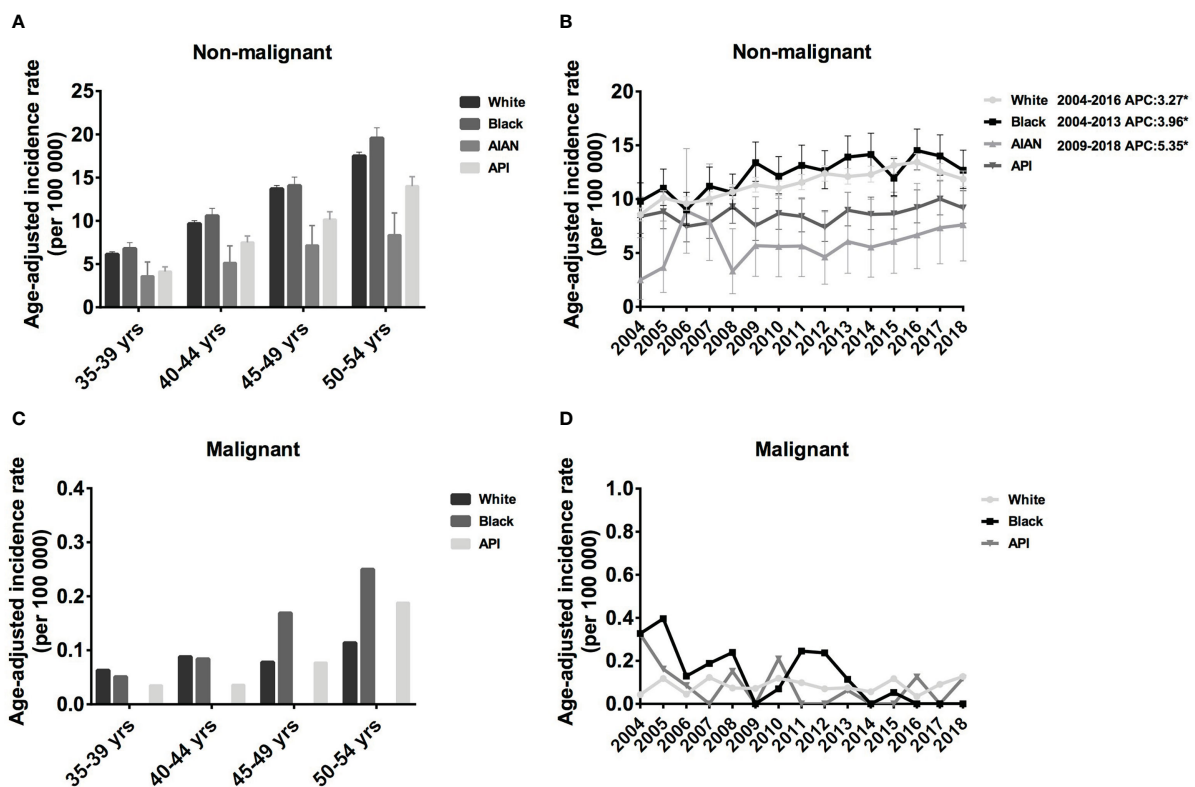 A
Non-malignant
Age-adjusted incidence rate
(per 100 000)
25
20
15
10
5
0
35-39 yrs
40-44 yrs
45-49 yrs
50-54 yrs
White
Black
AIAN
API
B
Non-malignant
Age-adjusted incidence rate
(per 100 000)
20
15
10
5
0
2004
2005
2006
2007
2008
2009
2010
2011
2012
2013
2014
2015
2016
2017
2018
White 2004-2016 APC:3.27*
Black 2004-2013 APC:3.96*
AIAN 2009-2018 APC:5.35*
API
C
Malignant
Age-adjusted incidence rate
(per 100 000)
0.4
0.3
0.2
0.1
0.0
35-39 yrs
40-44 yrs
45-49 yrs
50-54 yrs
White
Black
API
D
Malignant
Age-adjusted incidence rate
(per 100 000)
1.0
0.8
0.6
0.4
0.2
0.0
2004
2005
2006
2007
2008
2009
2010
2011
2012
2013
2014
2015
2016
2017
2018
White
Black
API